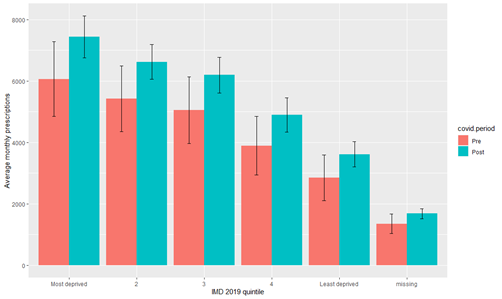 8000
6000
4000
2000
0
Average monthly prescriptions
Most deprived
2
3
4
Least deprived
missing
IMD 2019 quintile
covid.period
Pre
Post